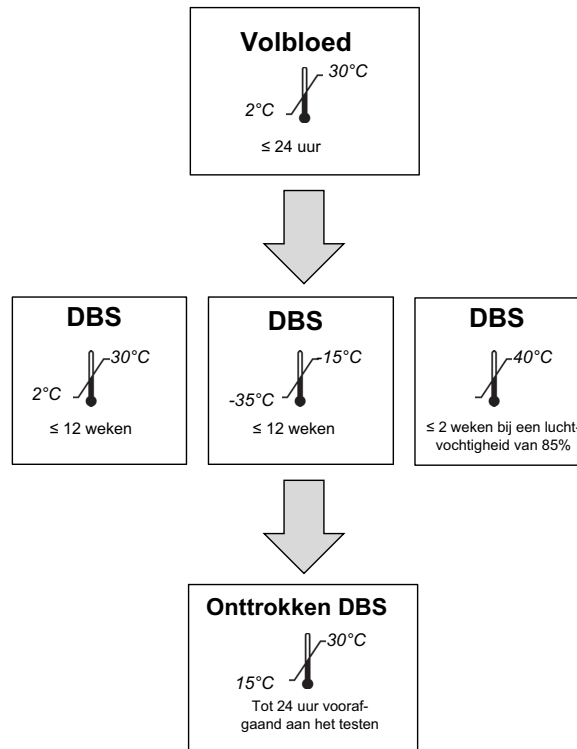 Volbloed
30°C
2°C
≤ 24 uur
DBS
30°C
2°C
≤ 12 weken
DBS
-15°C
-35°C
≤ 12 weken
DBS
40°C
≤ 2 weken bij een lucht-
vochtigheid van 85%
Onttrokken DBS
30°C
15°C
Tot 24 uur vooraf-
gaand aan het testen